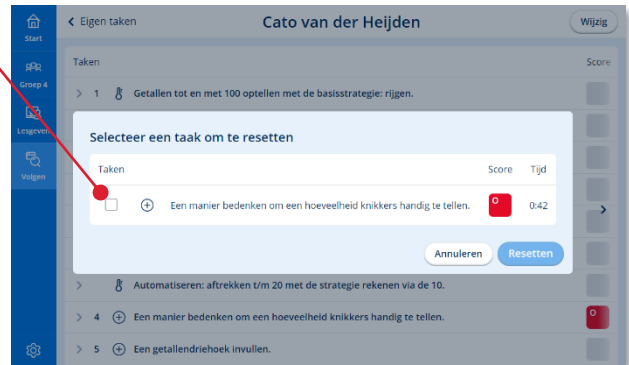 Start
Groep 4
Lesgeven
Volgen
Eigen taken
Cato van der Heijden
Wijzig
Taken Score
1 Getallen tot en met 100 optellen met de basisstrategie: rijgen.
Selecteer een taak om te resetten
Taken Score Tijd
Een manier bedenken om een hoeveelheid knikkers handig te tellen. O 0:42
Annuleren Resetten
Automatiseren: aftrekken t/m 20 met de strategie rekenen via de 10.
4 Een manier bedenken om een hoeveelheid knikkers handig te tellen. O
5 Een getallendriehoek invullen.